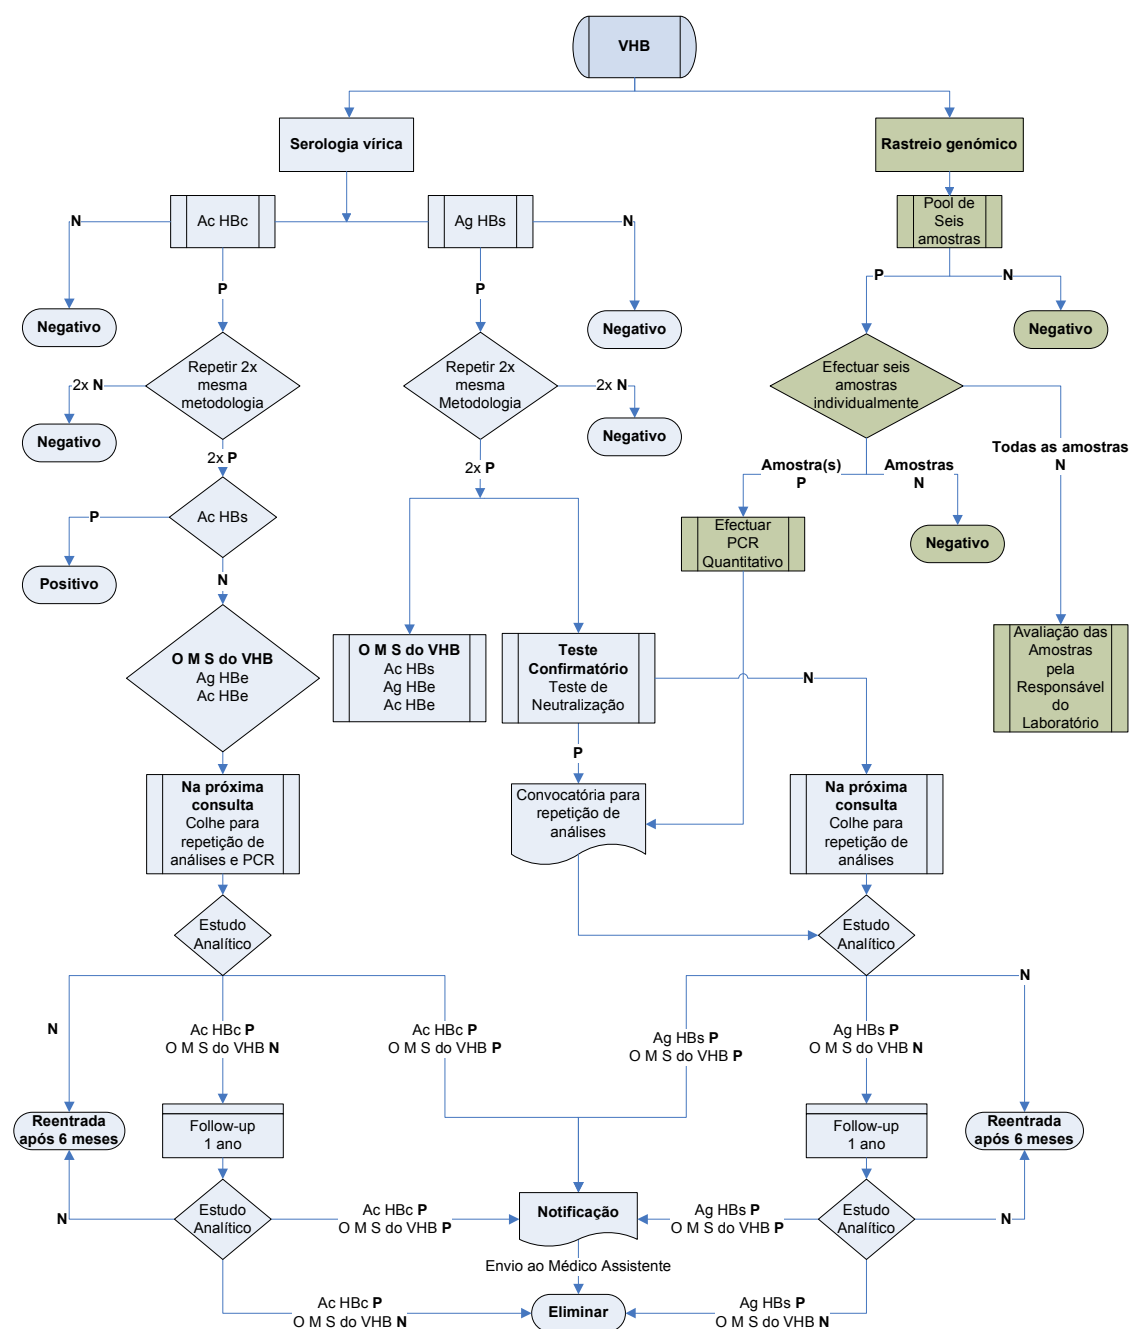 VHB
Serologia vírica
Rastreio genómico
N
Ac HBc
Ag HBs
N
Pool de
Seis
amostras
P
P
P
N
Negativo
Negativo
Negativo
Repetir 2x
mesma
metodologia
2x N
Negativo
Repetir 2x
mesma
Metodologia
2x N
Negativo
Efectuar seis
amostras
individualmente
Todas as amostras
N
2x P
2x P
Amostra(s)
P
Amostras
N
P
Ac HBs
Efectuar
PCR
Quantitativo
Negativo
Positivo
N
O M S do VHB
Ag HBe
Ac HBe
O M S do VHB
Ac HBs
Ag HBe
Ac HBe
Teste
Confirmatório
Teste de
Neutralização
N
Avaliação das
Amostras
pela
Responsável
do
Laboratório
P
Na próxima
consulta
Colhe para
repetição de
análises e PCR
Convocatória para
repetição de
análises
Na próxima
consulta
Colhe para
repetição de
análises
Estudo
Analítico
Estudo
Analítico
N
Ac HBc P
O M S do VHB N
Ac HBc P
O M S do VHB P
Ag HBs P
O M S do VHB P
Ag HBs P
O M S do VHB N
N
Reentrada
após 6 meses
Follow-up
1 ano
Follow-up
1 ano
Reentrada
após 6 meses
N
Estudo
Analítico
Ac HBc P
O M S do VHB P
Notificação
Ag HBs P
O M S do VHB P
Estudo
Analítico
N
Envio ao Médico Assistente
Ac HBc P
O M S do VHB N
Eliminar
Ag HBs P
O M S do VHB N